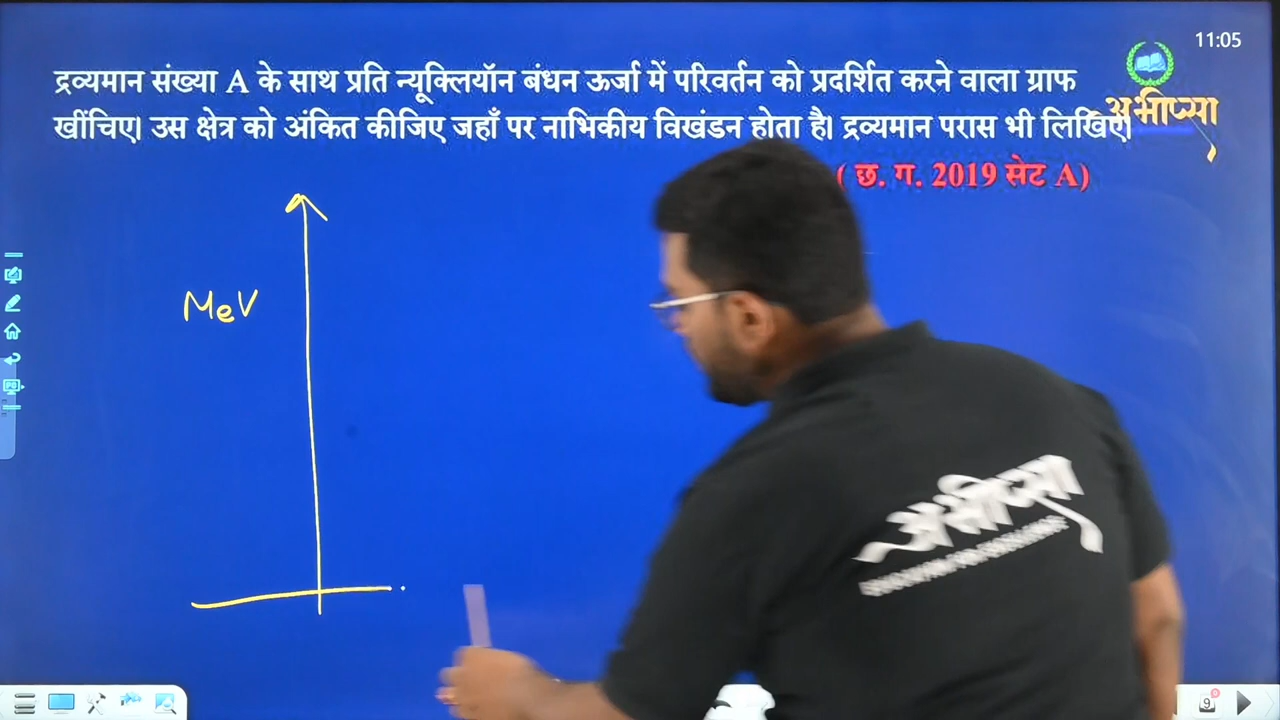 11:05
द्रव्यमान संख्या A के साथ प्रति न्यूक्लियॉन बंधन ऊर्जा में परिवर्तन को प्रदर्शित करने वाला ग्राफ
खींचिए। उस क्षेत्र को अंकित कीजिए जहाँ पर नाभिकीय विखंडन होता है। द्रव्यमान परास भी लिखिए।
अभीप्सा
( छ. ग. 2019 सेट A)
MeV
अभीप्सा